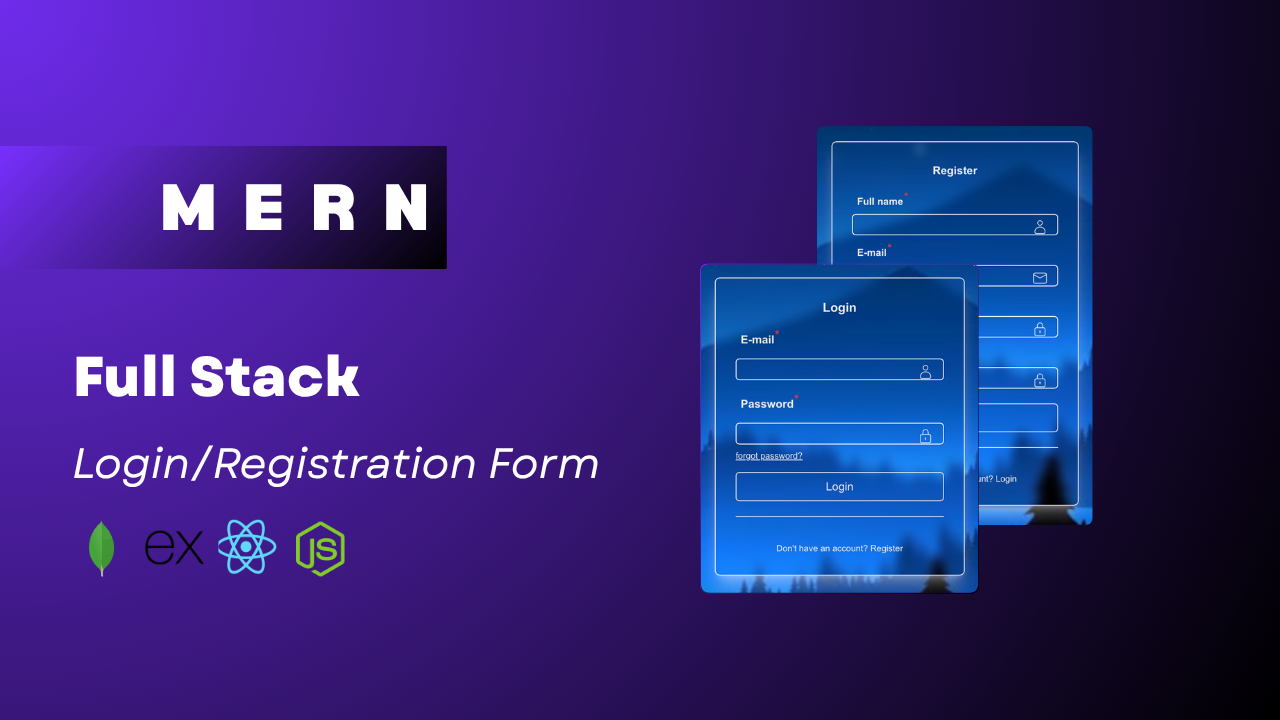 M E R N
Full Stack
Login/Registration Form
ex
JS
Register
Full name*
E-mail*
Login
E-mail*
Password*
forgot password?
Login
Don't have an account? Register
unt? Login